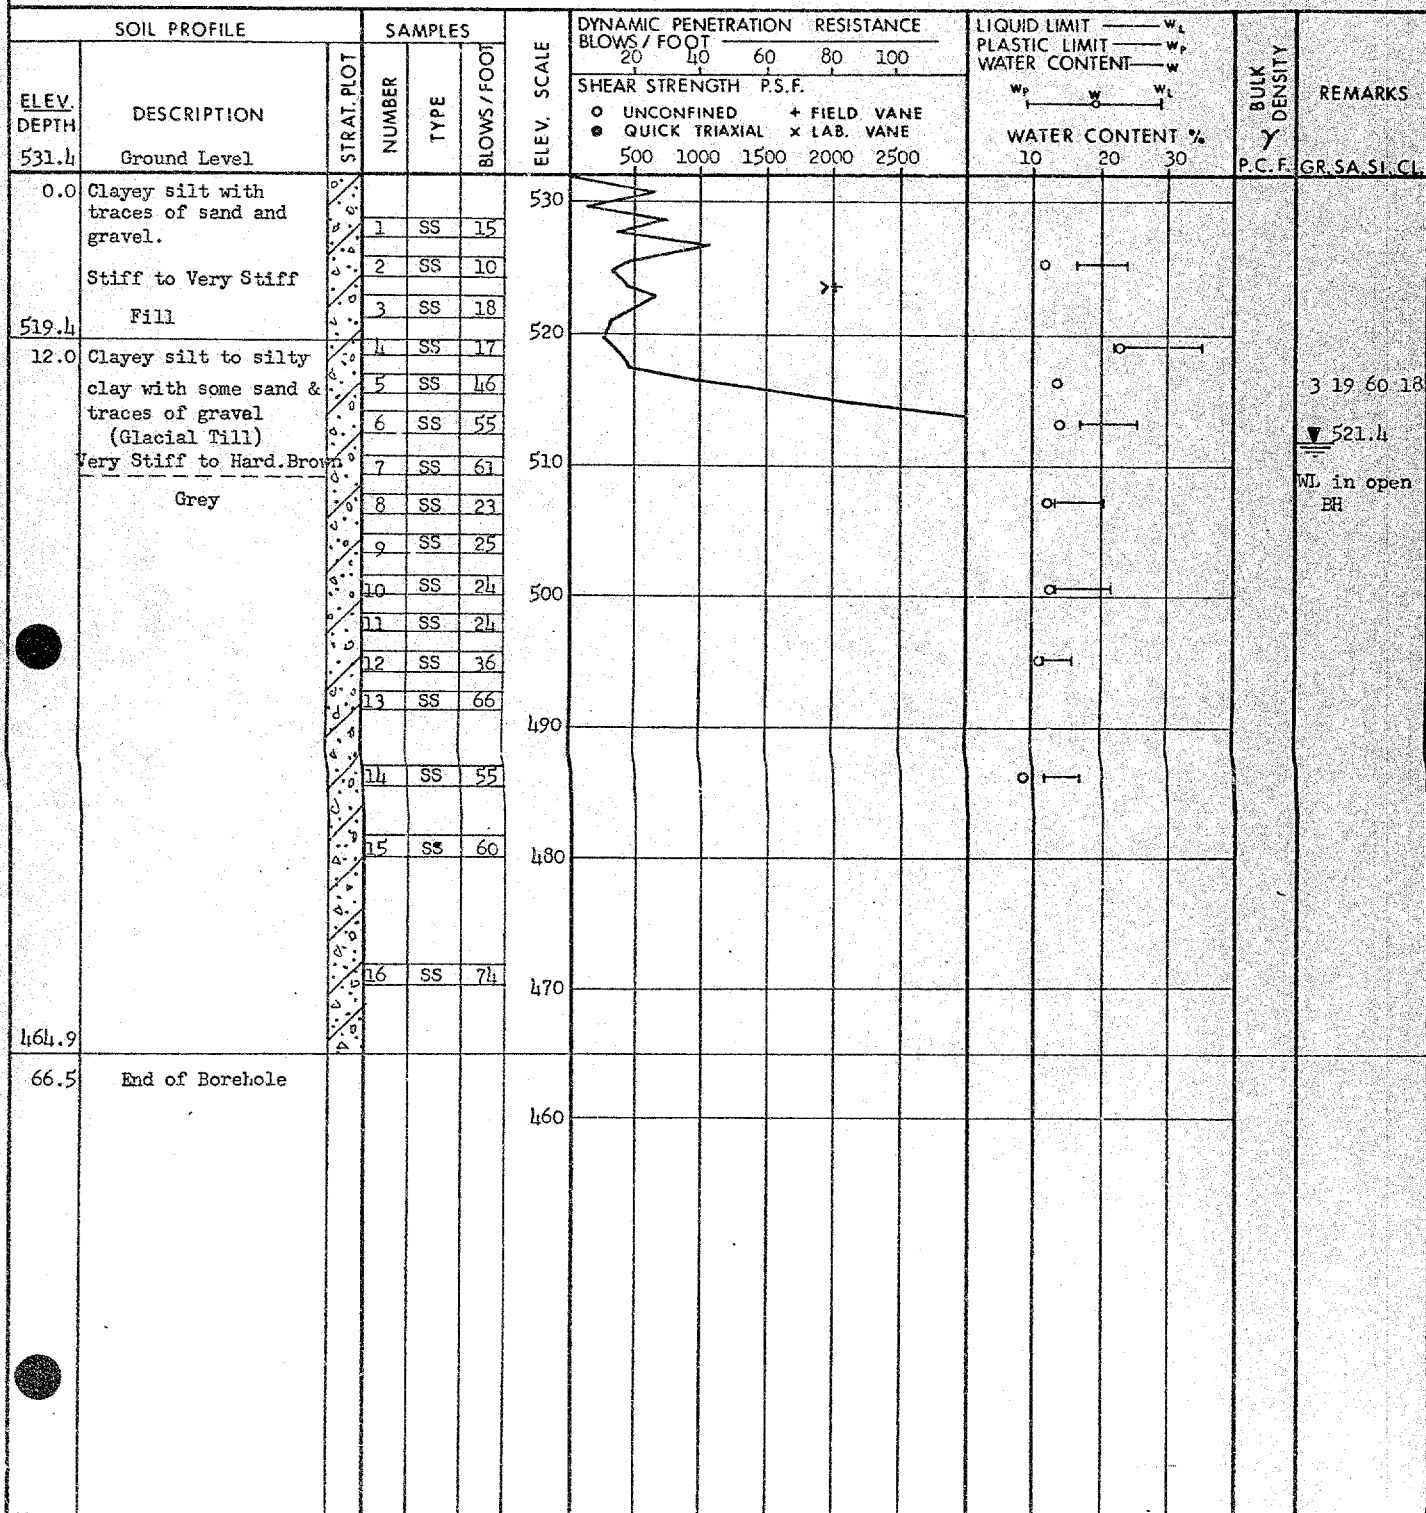 SOIL PROFILE
SAMPLES
ELEV. SCALE
DYNAMIC PENETRATION RESISTANCE
BLOWS / FOOT
20 40 60 80 100
SHEAR STRENGTH P.S.F.
O UNCONFINED + FIELD VANE
● QUICK TRIAXIAL x LAB. VANE
500 1000 1500 2000 2500
LIQUID LIMIT —— wL
PLASTIC LIMIT —— wP
WATER CONTENT — w
wP w wL
WATER CONTENT %
10 20 30
BULK DENSITY
γ
P.C.F.
REMARKS
GR.SA.SI.CL
ELEV.
DEPTH
DESCRIPTION
STRAT. PLOT
NUMBER
TYPE
BLOWS / FOOT
531.4 Ground Level
0.0 Clayey silt with
traces of sand and
gravel.
Stiff to Very Stiff
Fill
519.4
12.0 Clayey silt to silty
clay with some sand &
traces of graval
(Glacial Till)
Very Stiff to Hard.Brown
Grey
464.9
66.5 End of Borehole
1 SS 15
2 SS 10
3 SS 18
4 SS 17
5 SS 46
6 SS 55
7 SS 61
8 SS 23
9 SS 25
10 SS 24
11 SS 24
12 SS 36
13 SS 66
14 SS 55
15 SS 60
16 SS 74
530
520
510
500
490
480
470
460
3 19 60 18
521.4
WL in open
BH